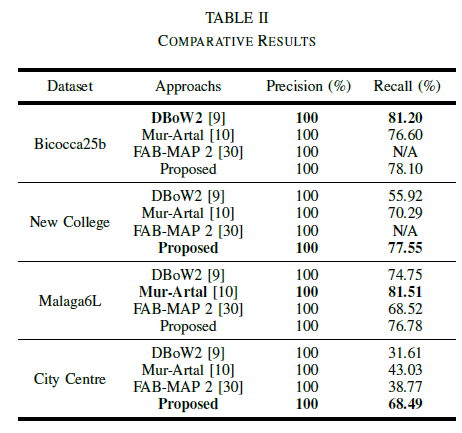 TABLE II
COMPARATIVE RESULTS
Dataset Approachs Precision (%) Recall (%)
Bicocca25b
DBoW2 [9] 100 81.20
Mur-Artal [10] 100 76.60
FAB-MAP 2 [30] 100 N/A
Proposed 100 78.10
New College
DBoW2 [9] 100 55.92
Mur-Artal [10] 100 70.29
FAB-MAP 2 [30] 100 N/A
Proposed 100 77.55
Malaga6L
DBoW2 [9] 100 74.75
Mur-Artal [10] 100 81.51
FAB-MAP 2 [30] 100 68.52
Proposed 100 76.78
City Centre
DBoW2 [9] 100 31.61
Mur-Artal [10] 100 43.03
FAB-MAP 2 [30] 100 38.77
Proposed 100 68.49